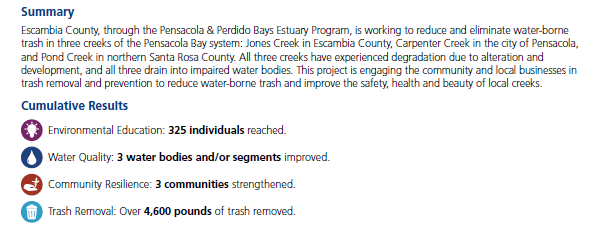 Summary
Escambia County, through the Pensacola & Perdido Bays Estuary Program, is working to reduce and eliminate water-borne
trash in three creeks of the Pensacola Bay system: Jones Creek in Escambia County, Carpenter Creek in the city of Pensacola,
and Pond Creek in northern Santa Rosa County. All three creeks have experienced degradation due to alteration and
development, and all three drain into impaired water bodies. This project is engaging the community and local businesses in
trash removal and prevention to reduce water-borne trash and improve the safety, health and beauty of local creeks.
Cumulative Results
Environmental Education: 325 individuals reached.
Water Quality: 3 water bodies and/or segments improved.
Community Resilience: 3 communities strengthened.
Trash Removal: Over 4,600 pounds of trash removed.